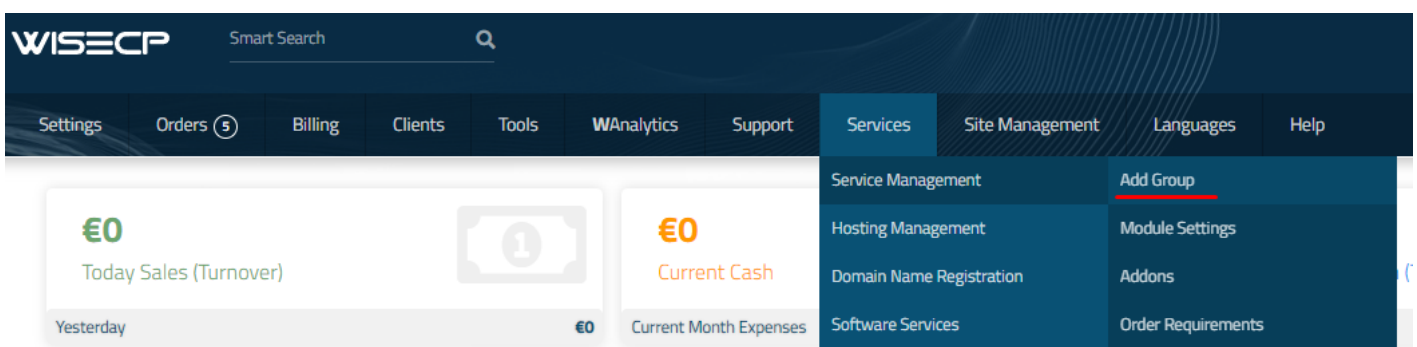 WISECP
Smart Search
Settings Orders 5 Billing Clients Tools WAnalytics Support Services Site Management Languages Help
Service Management
Hosting Management
Domain Name Registration
Software Services
Add Group
Module Settings
Addons
Order Requirements
€0
1
Today Sales (Turnover)
Yesterday €0
€0
Current Cash
Current Month Expenses